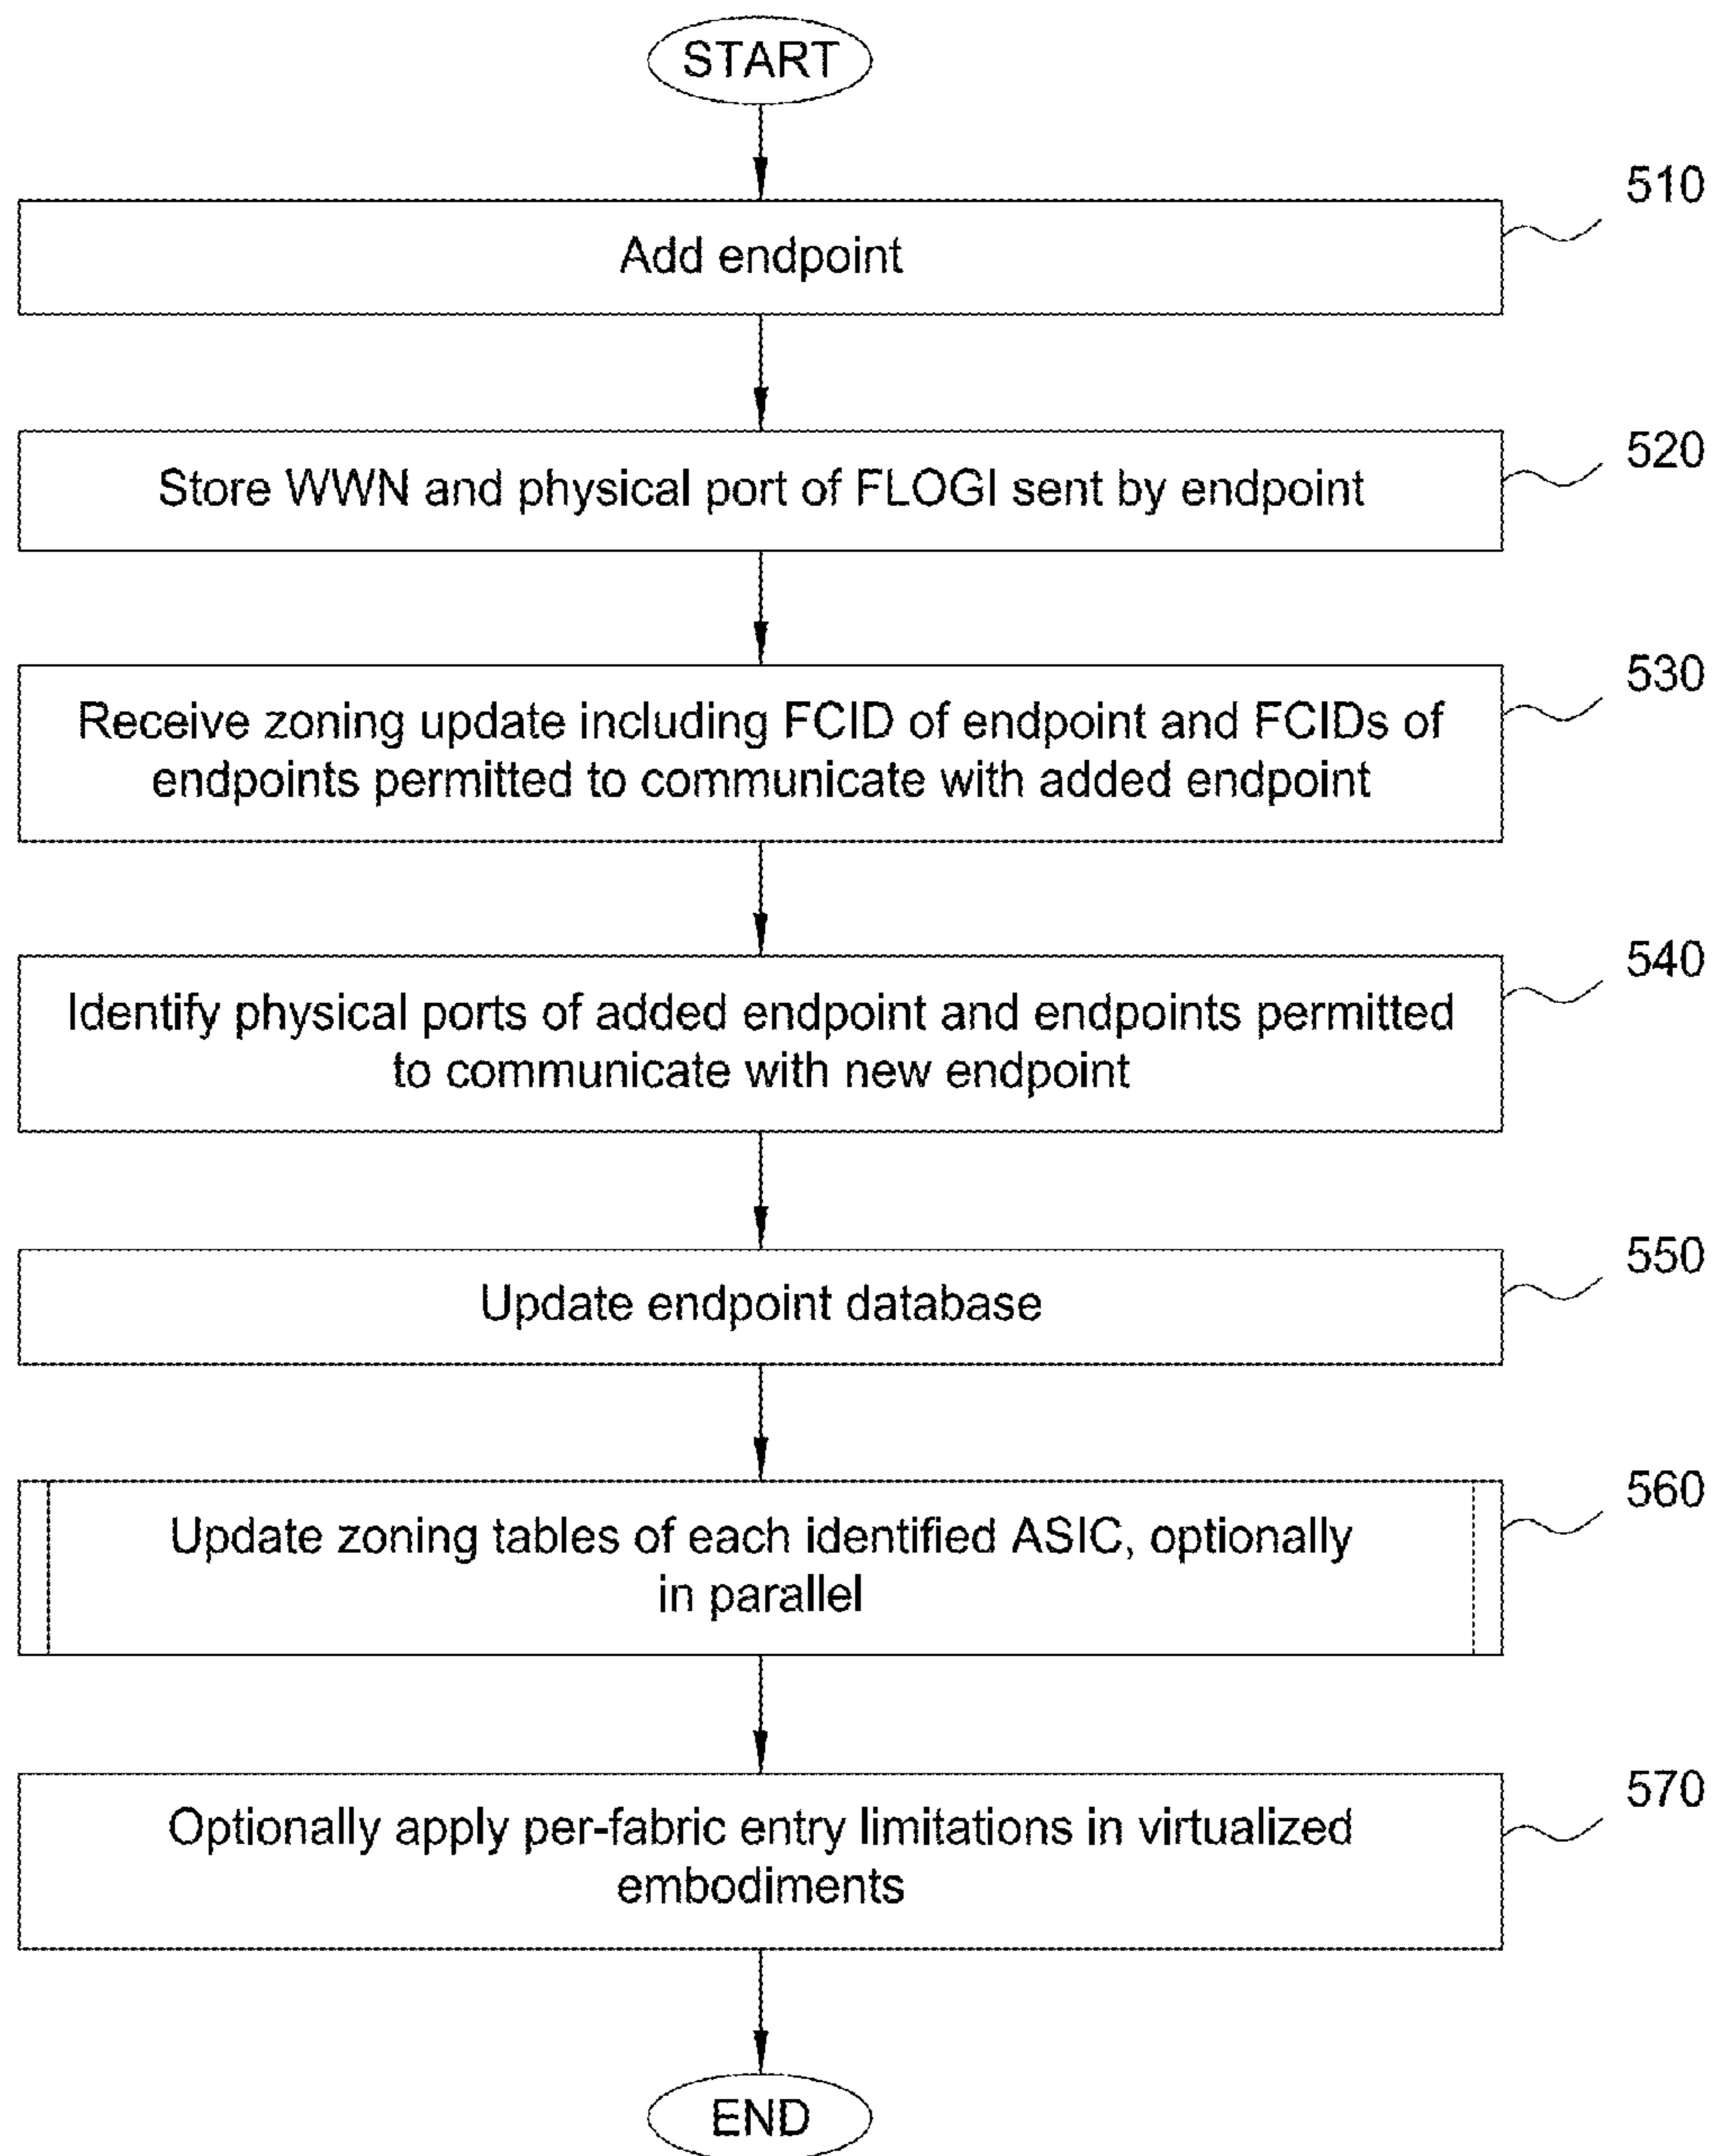 START
510
Add endpoint
520
Store WWN and physical port of FLOGI sent by endpoint
530
Receive zoning update including FCID of endpoint and FCIDs of
endpoints permitted to communicate with added endpoint
540
Identify physical ports of added endpoint and endpoints permitted
to communicate with new endpoint
550
Update endpoint database
560
Update zoning tables of each identified ASIC, optionally
in parallel
570
Optionally apply per-fabric entry limitations in virtualized
embodiments
END